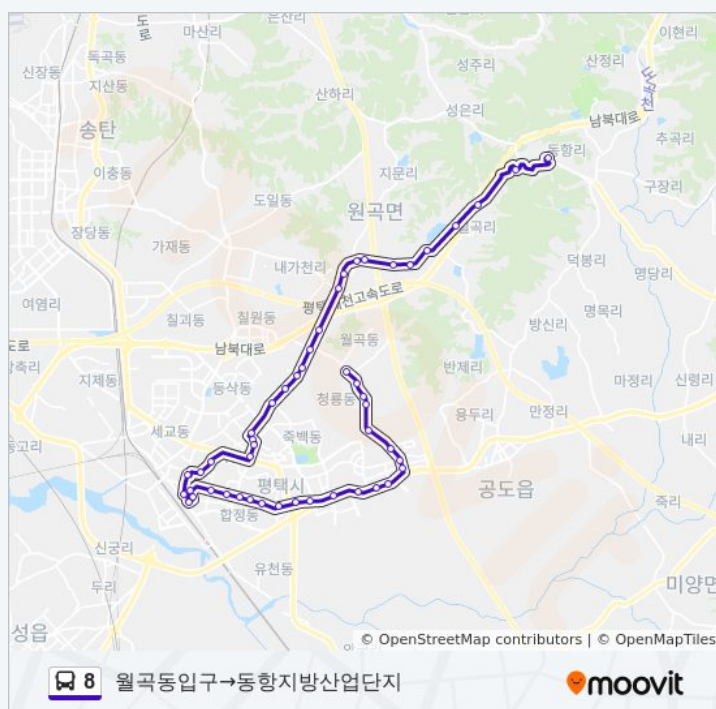 독곡동
도로
마산리
은산리
이현리
신장동
지산동
산하리
성주리
산정리
송탄
성은리
남북대로
추곡리
이충동
지문리
동항리
구장리
도일동
원곡면
장당동
가재동
월곡리
내가천리
덕봉리
명당리
여염리
칠괴동
칠원동
남북대로
월곡동
방신리
명목리
도로
지제동
동삭동
청룡동
반제리
마정리
신령리
세교동
죽백동
용두리
만정리
내리
평택시
공도읍
합정동
죽리
신궁리
유천동
두리
미양면
성읍
© OpenStreetMap contributors | © OpenMapTiles
8 월곡동입구→동항지방산업단지
moovit